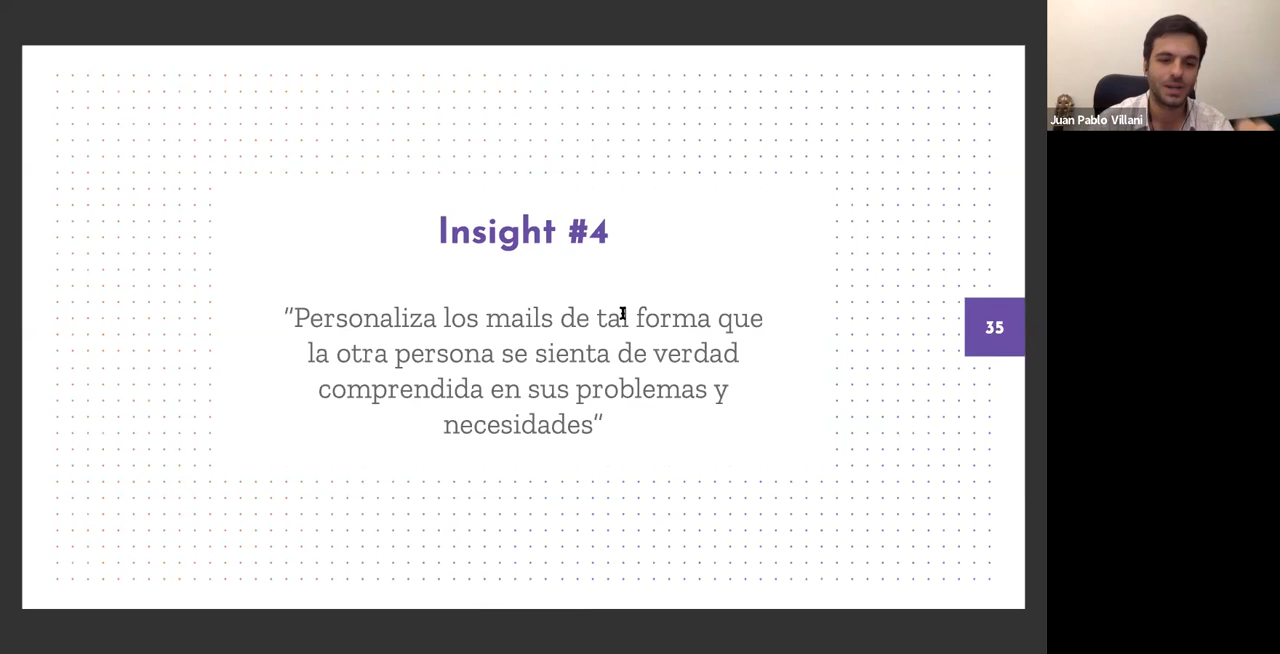 Insight #4
“Personaliza los mails de tal forma que
la otra persona se sienta de verdad
comprendida en sus problemas y
necesidades”
35
Juan Pablo Villani